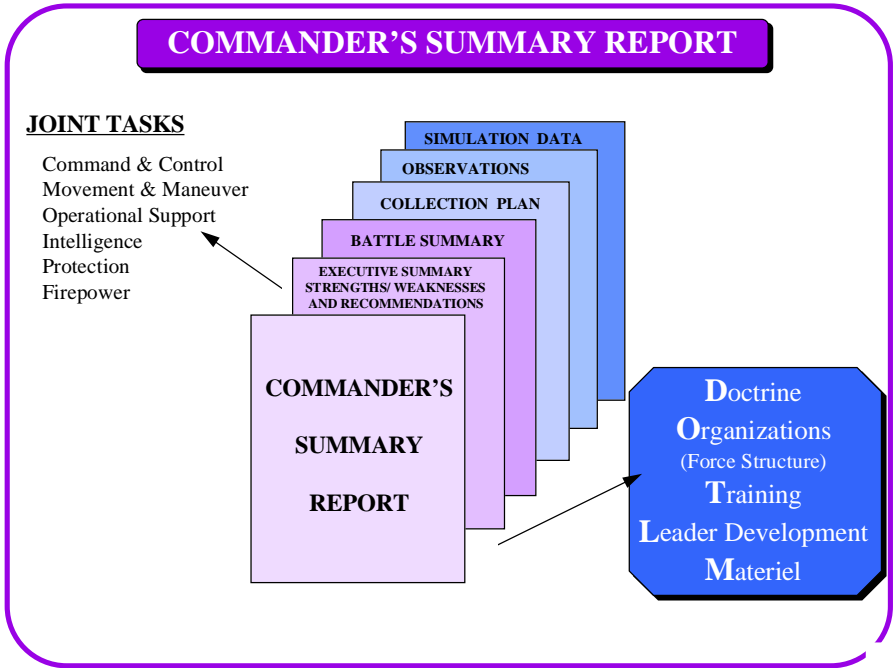 COMMANDER’S SUMMARY REPORT
JOINT TASKS
Command & Control
Movement & Maneuver
Operational Support
Intelligence
Protection
Firepower
SIMULATION DATA
OBSERVATIONS
COLLECTION PLAN
BATTLE SUMMARY
EXECUTIVE SUMMARY
STRENGTHS/ WEAKNESSES
AND RECOMMENDATIONS
COMMANDER’S
SUMMARY
REPORT
Doctrine
Organizations
(Force Structure)
Training
Leader Development
Materiel